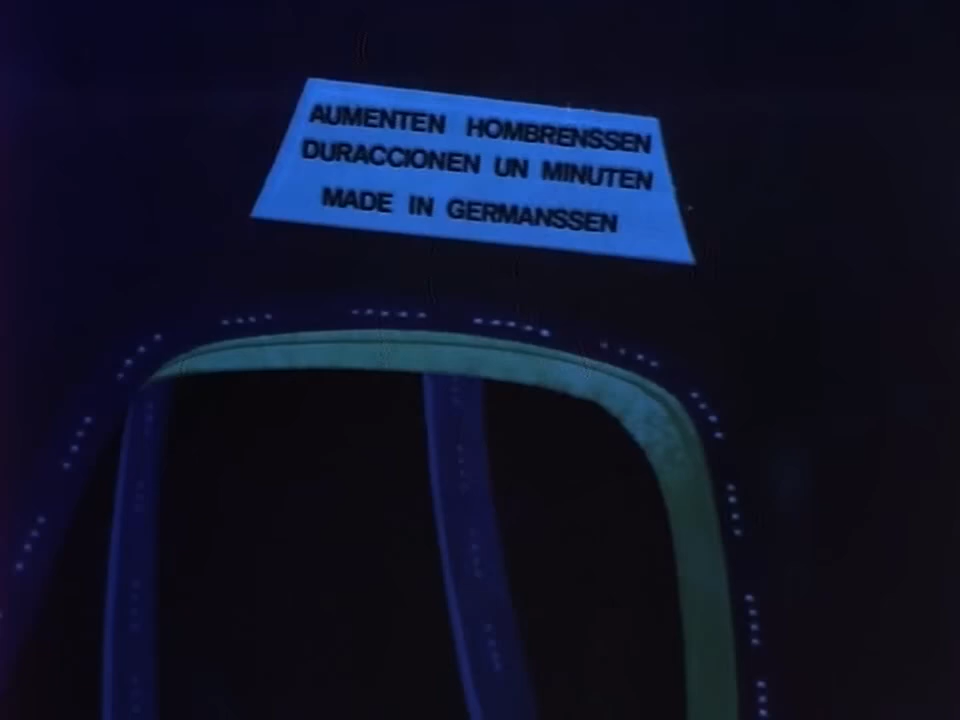 AUMENTEN HOMBRENSSEN
DURACCIONEN UN MINUTEN
MADE IN GERMANSSEN